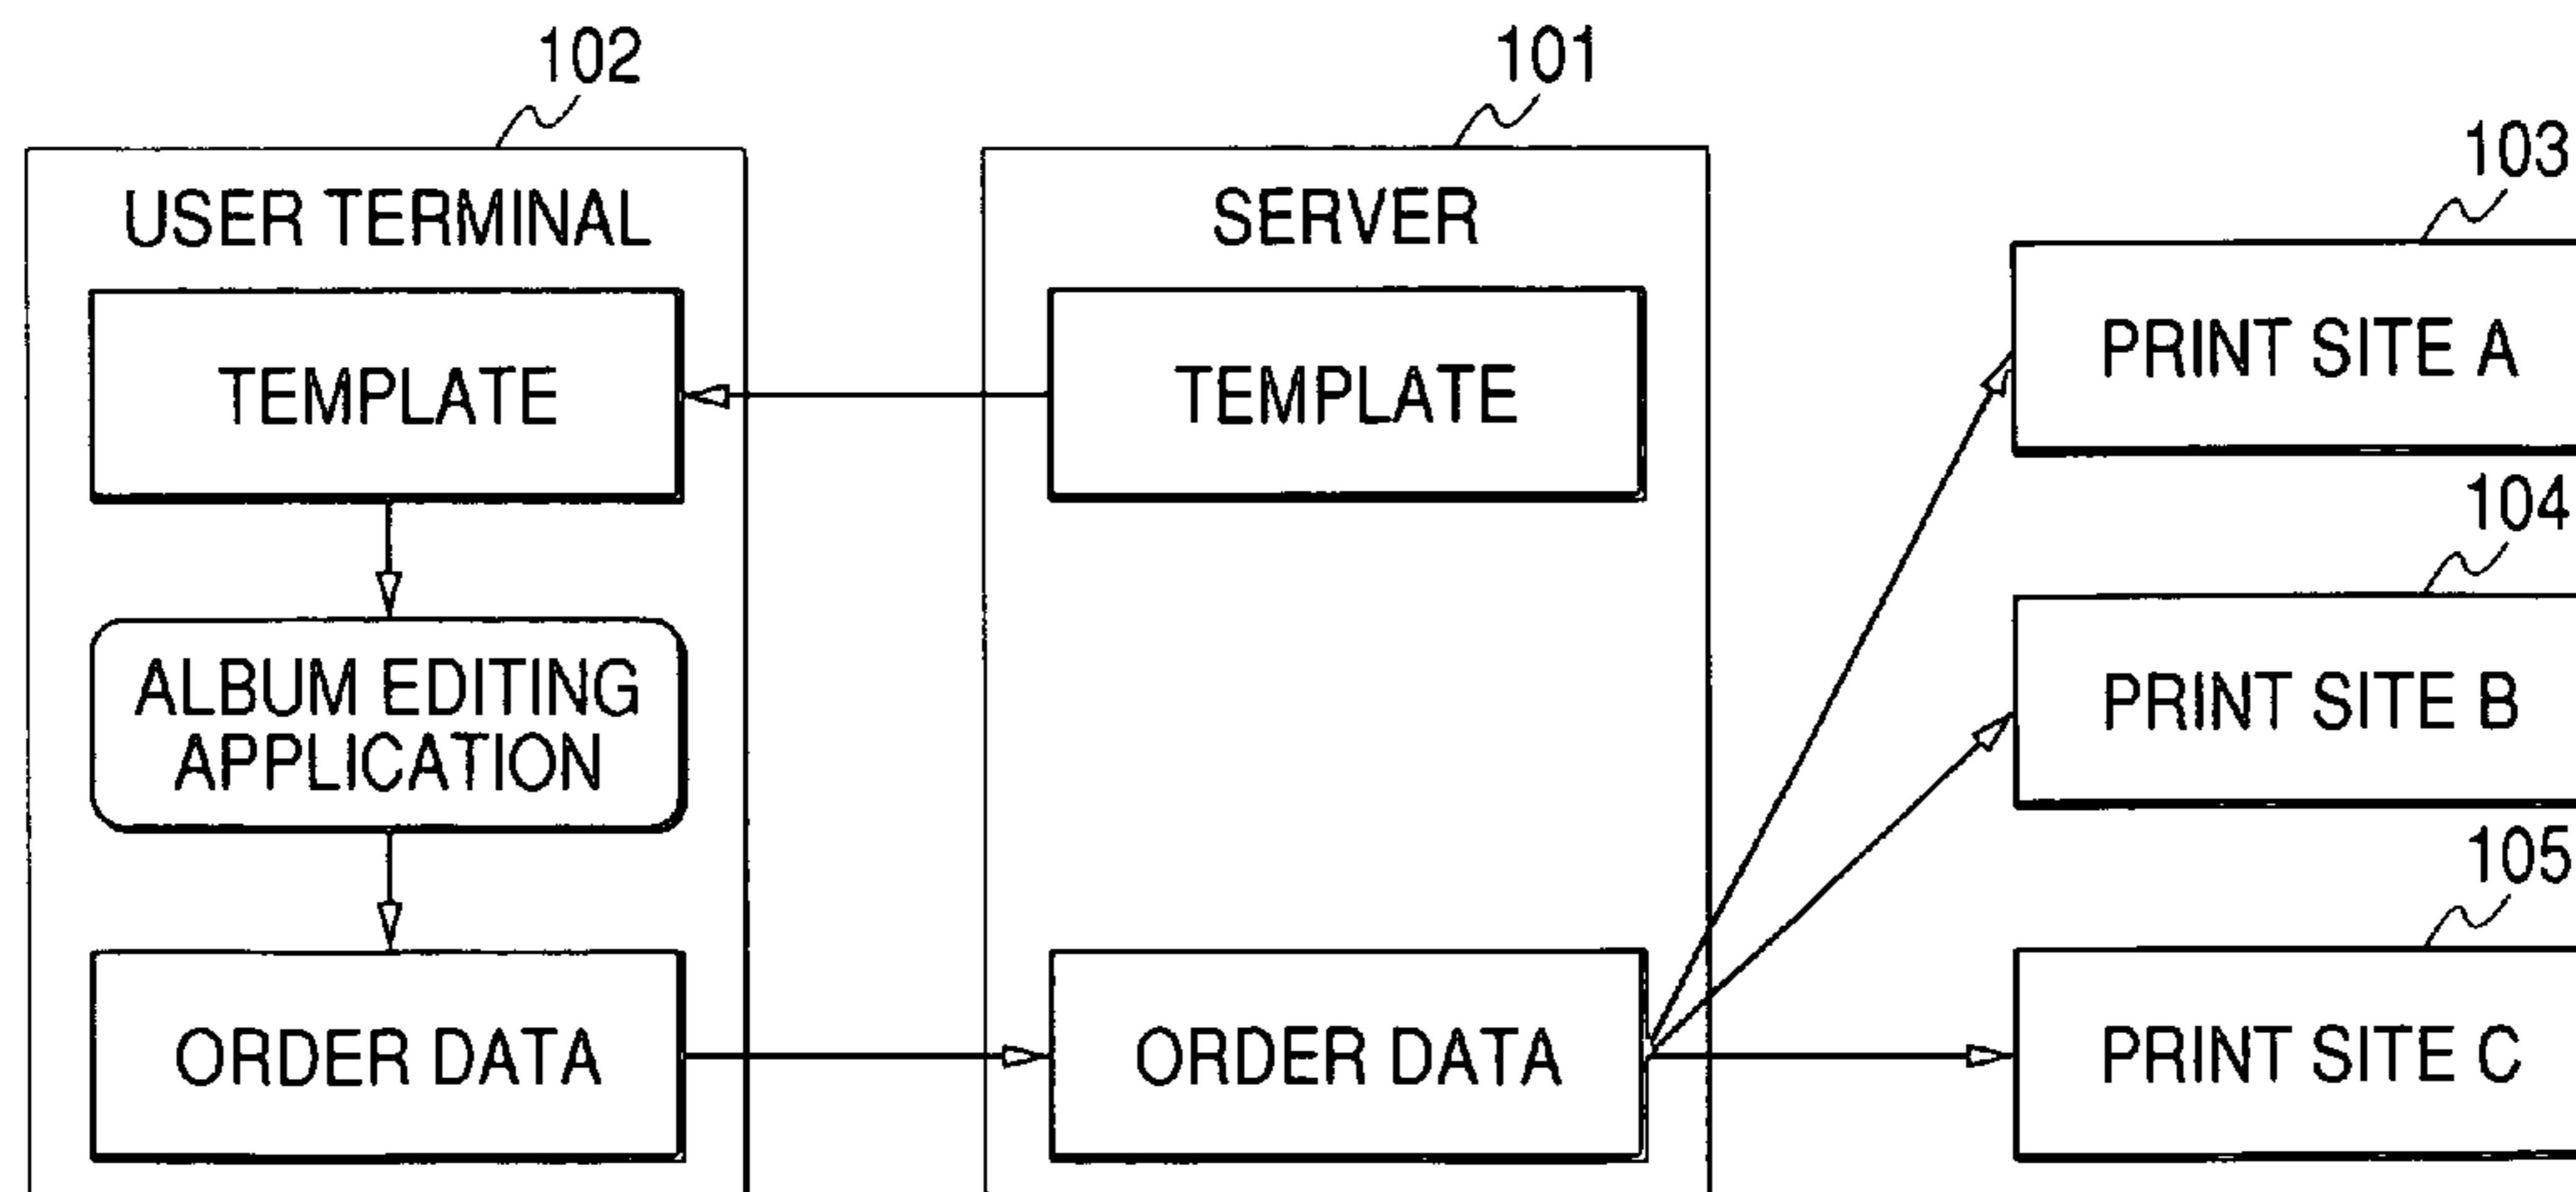 102
101
103
USER TERMINAL
SERVER
TEMPLATE
TEMPLATE
PRINT SITE A
104
ALBUM EDITING
APPLICATION
PRINT SITE B
105
ORDER DATA
ORDER DATA
PRINT SITE C